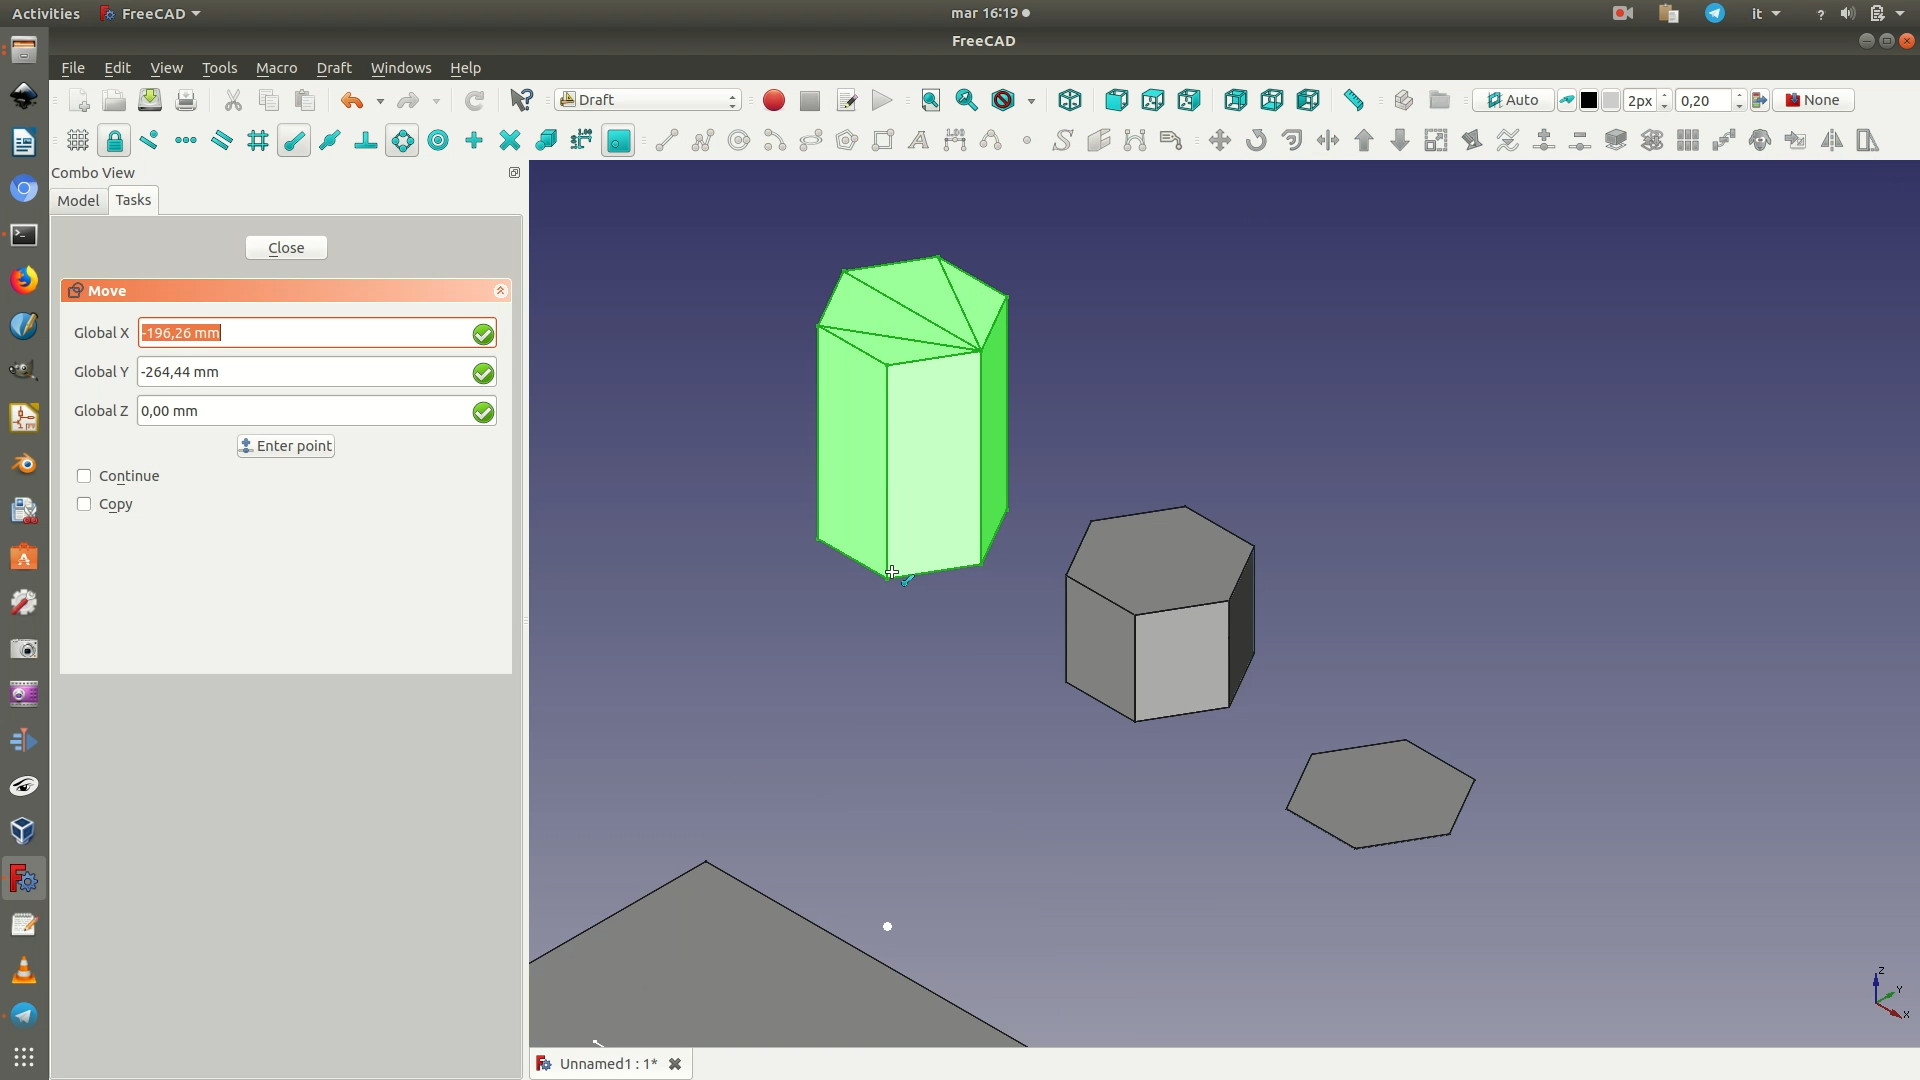 Activities FreeCAD mar 16:19 it
FreeCAD
File Edit View Tools Macro Draft Windows Help
Draft Auto 2px 0,20 None
Combo View
Model Tasks
Close
Move
Global X -196,26 mm
Global Y -264,44 mm
Global Z 0,00 mm
Enter point
Continue
Copy
Z
Y
X
Unnamed1 : 1*